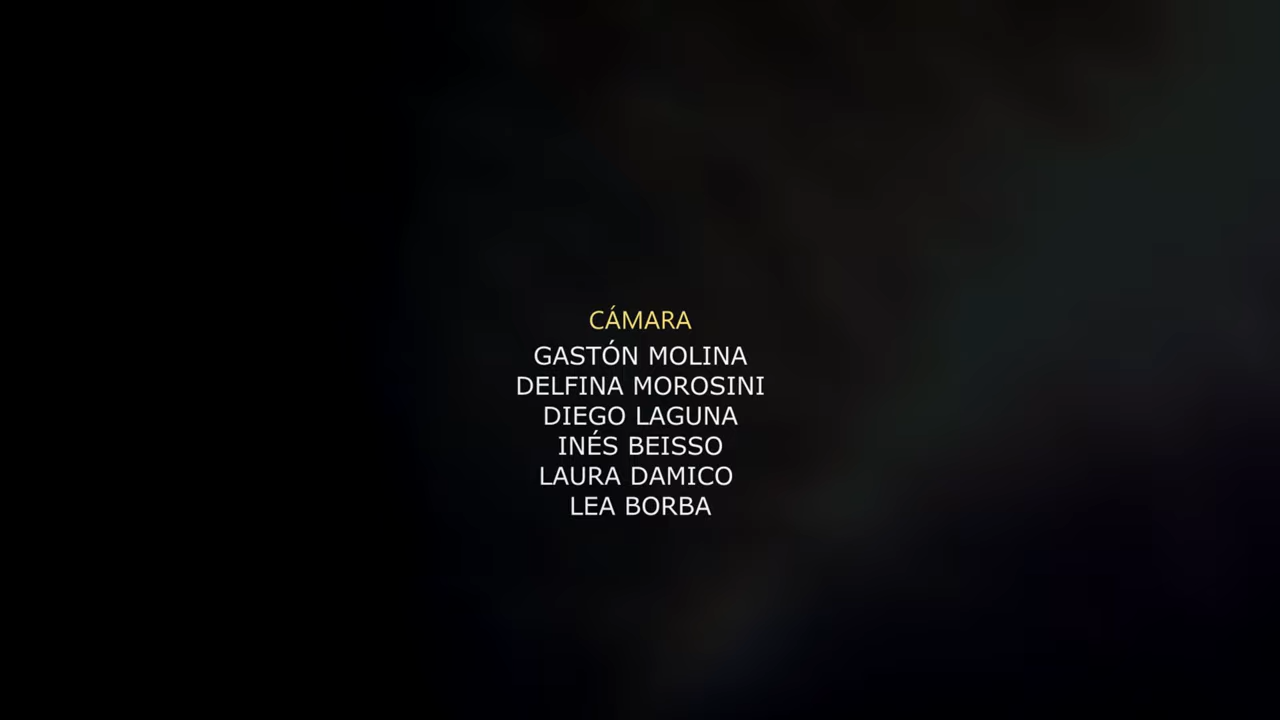 CÁMARA
GASTÓN MOLINA
DELFINA MOROSINI
DIEGO LAGUNA
INÉS BEISSO
LAURA DAMICO
LEA BORBA